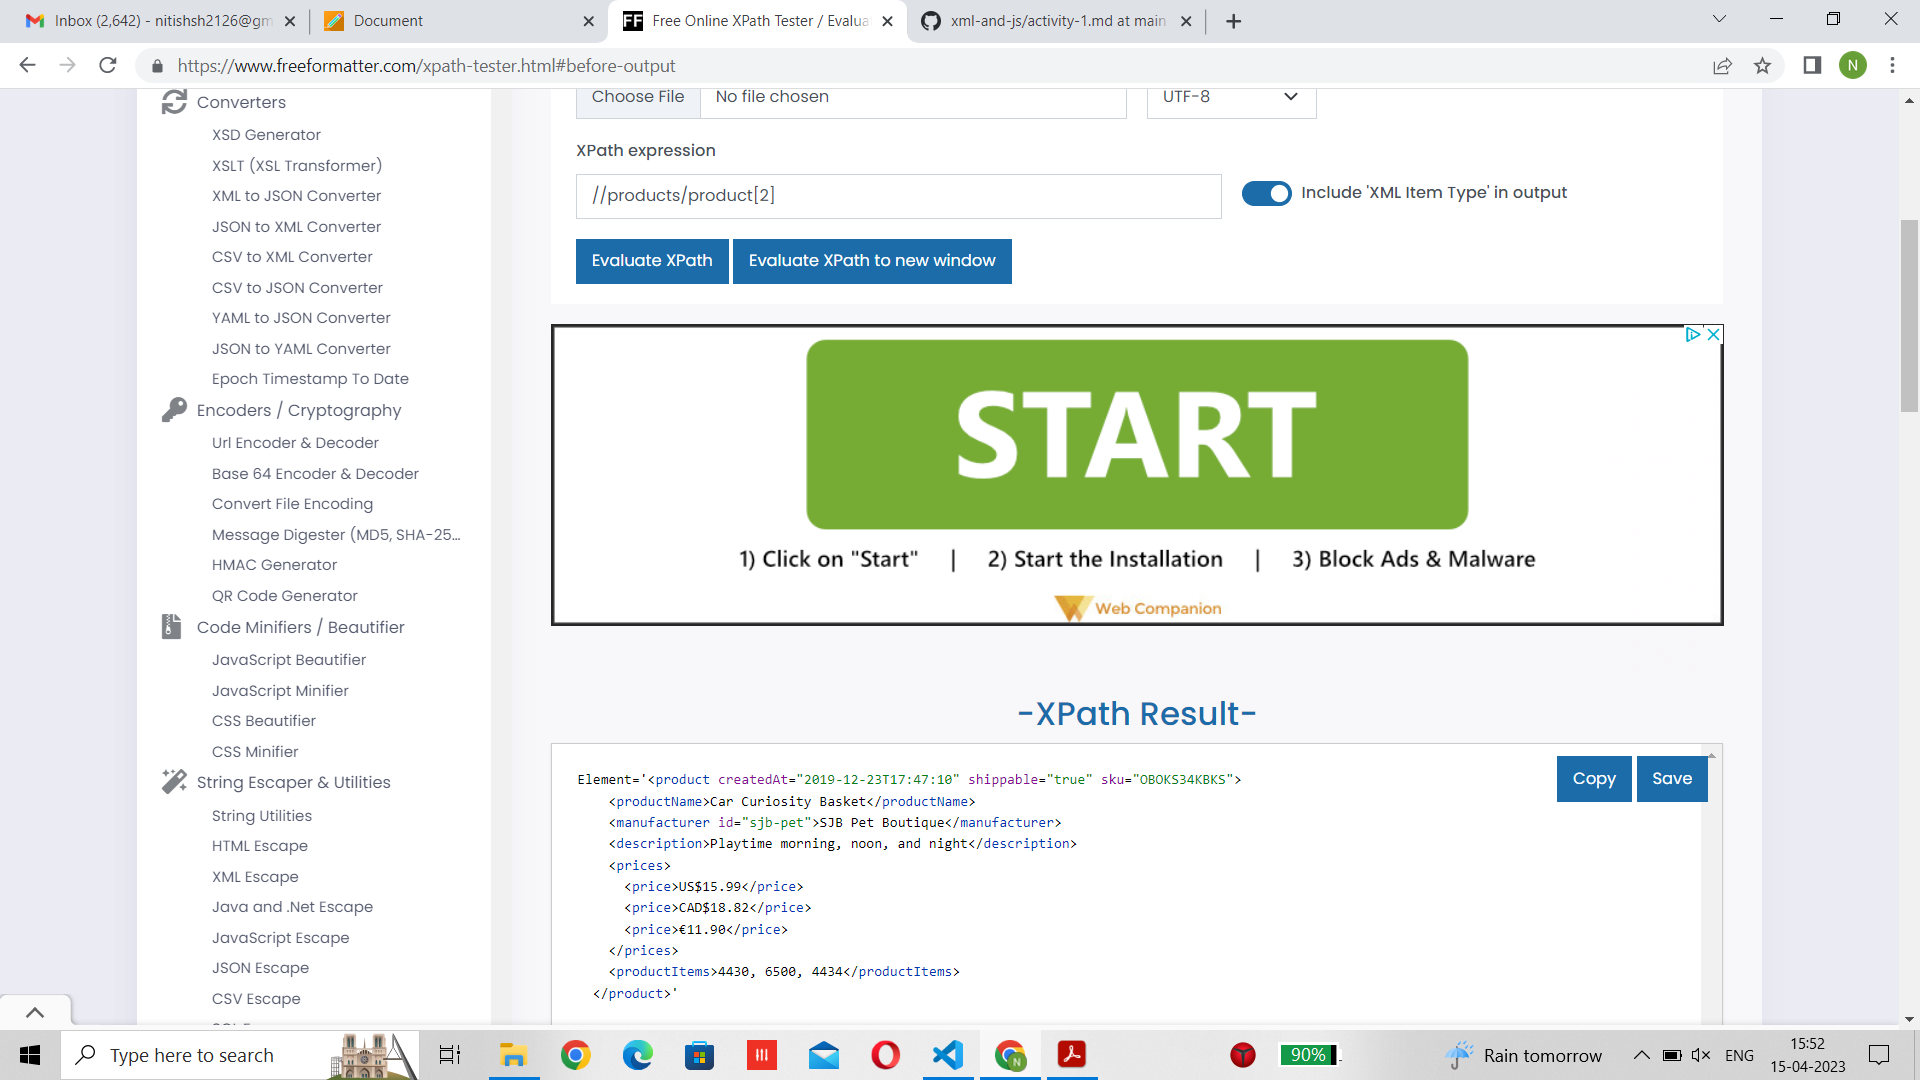 Inbox (2,642) - nitishsh2126@gm
Document
Free Online XPath Tester / Evalua
xml-and-js/activity-1.md at main
https://www.freeformatter.com/xpath-tester.html#before-output
N
Converters
XSD Generator
XSLT (XSL Transformer)
XML to JSON Converter
JSON to XML Converter
CSV to XML Converter
CSV to JSON Converter
YAML to JSON Converter
JSON to YAML Converter
Epoch Timestamp To Date
Encoders / Cryptography
Url Encoder & Decoder
Base 64 Encoder & Decoder
Convert File Encoding
Message Digester (MD5, SHA-25...
HMAC Generator
QR Code Generator
Code Minifiers / Beautifier
JavaScript Beautifier
JavaScript Minifier
CSS Beautifier
CSS Minifier
String Escaper & Utilities
String Utilities
HTML Escape
XML Escape
Java and .Net Escape
JavaScript Escape
JSON Escape
CSV Escape
Choose File No file chosen
UTF-8
XPath expression
//products/product[2]
Include 'XML Item Type' in output
Evaluate XPath
Evaluate XPath to new window
START
1) Click on "Start" | 2) Start the Installation | 3) Block Ads & Malware
Web Companion
-XPath Result-
Copy
Save
Element='<product createdAt="2019-12-23T17:47:10" shippable="true" sku="OBOKS34KBKS">
<productName>Car Curiosity Basket</productName>
<manufacturer id="sjb-pet">SJB Pet Boutique</manufacturer>
<description>Playtime morning, noon, and night</description>
<prices>
<price>US$15.99</price>
<price>CAD$18.82</price>
<price>€11.90</price>
</prices>
<productItems>4430, 6500, 4434</productItems>
</product>'
Type here to search
90%
Rain tomorrow
ENG
15:52
15-04-2023